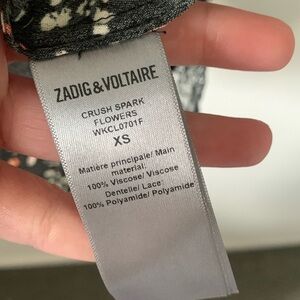 ZADIG & VOLTAIRE
CRUSH SPARK
FLOWERS
WKCL0701F
XS
Matière principale/ Main
material:
100% Viscose/ Viscose
Dentelle/ Lace:
100% Polyamide/ Polyamide